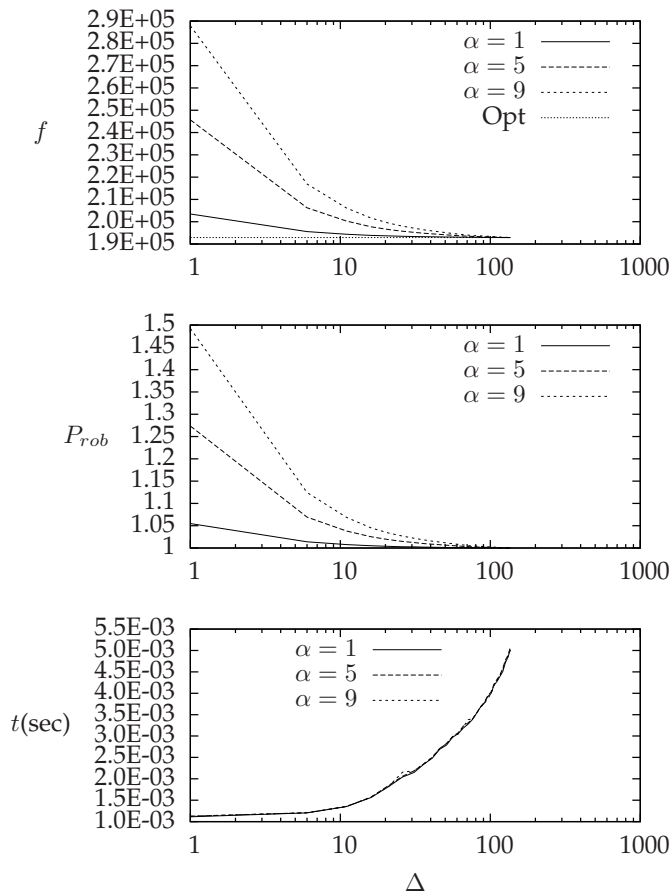 2.9E+05
2.8E+05
2.7E+05
2.6E+05
2.5E+05
2.4E+05
2.3E+05
2.2E+05
2.1E+05
2.0E+05
1.9E+05
f
α = 1
α = 5
α = 9
Opt
1 10 100 1000
1.5
1.45
1.4
1.35
1.3
1.25
1.2
1.15
1.1
1.05
1
P_{rob}
α = 1
α = 5
α = 9
1 10 100 1000
5.5E-03
5.0E-03
4.5E-03
4.0E-03
3.5E-03
3.0E-03
2.5E-03
2.0E-03
1.5E-03
1.0E-03
t(sec)
α = 1
α = 5
α = 9
1 10 100 1000
Δ